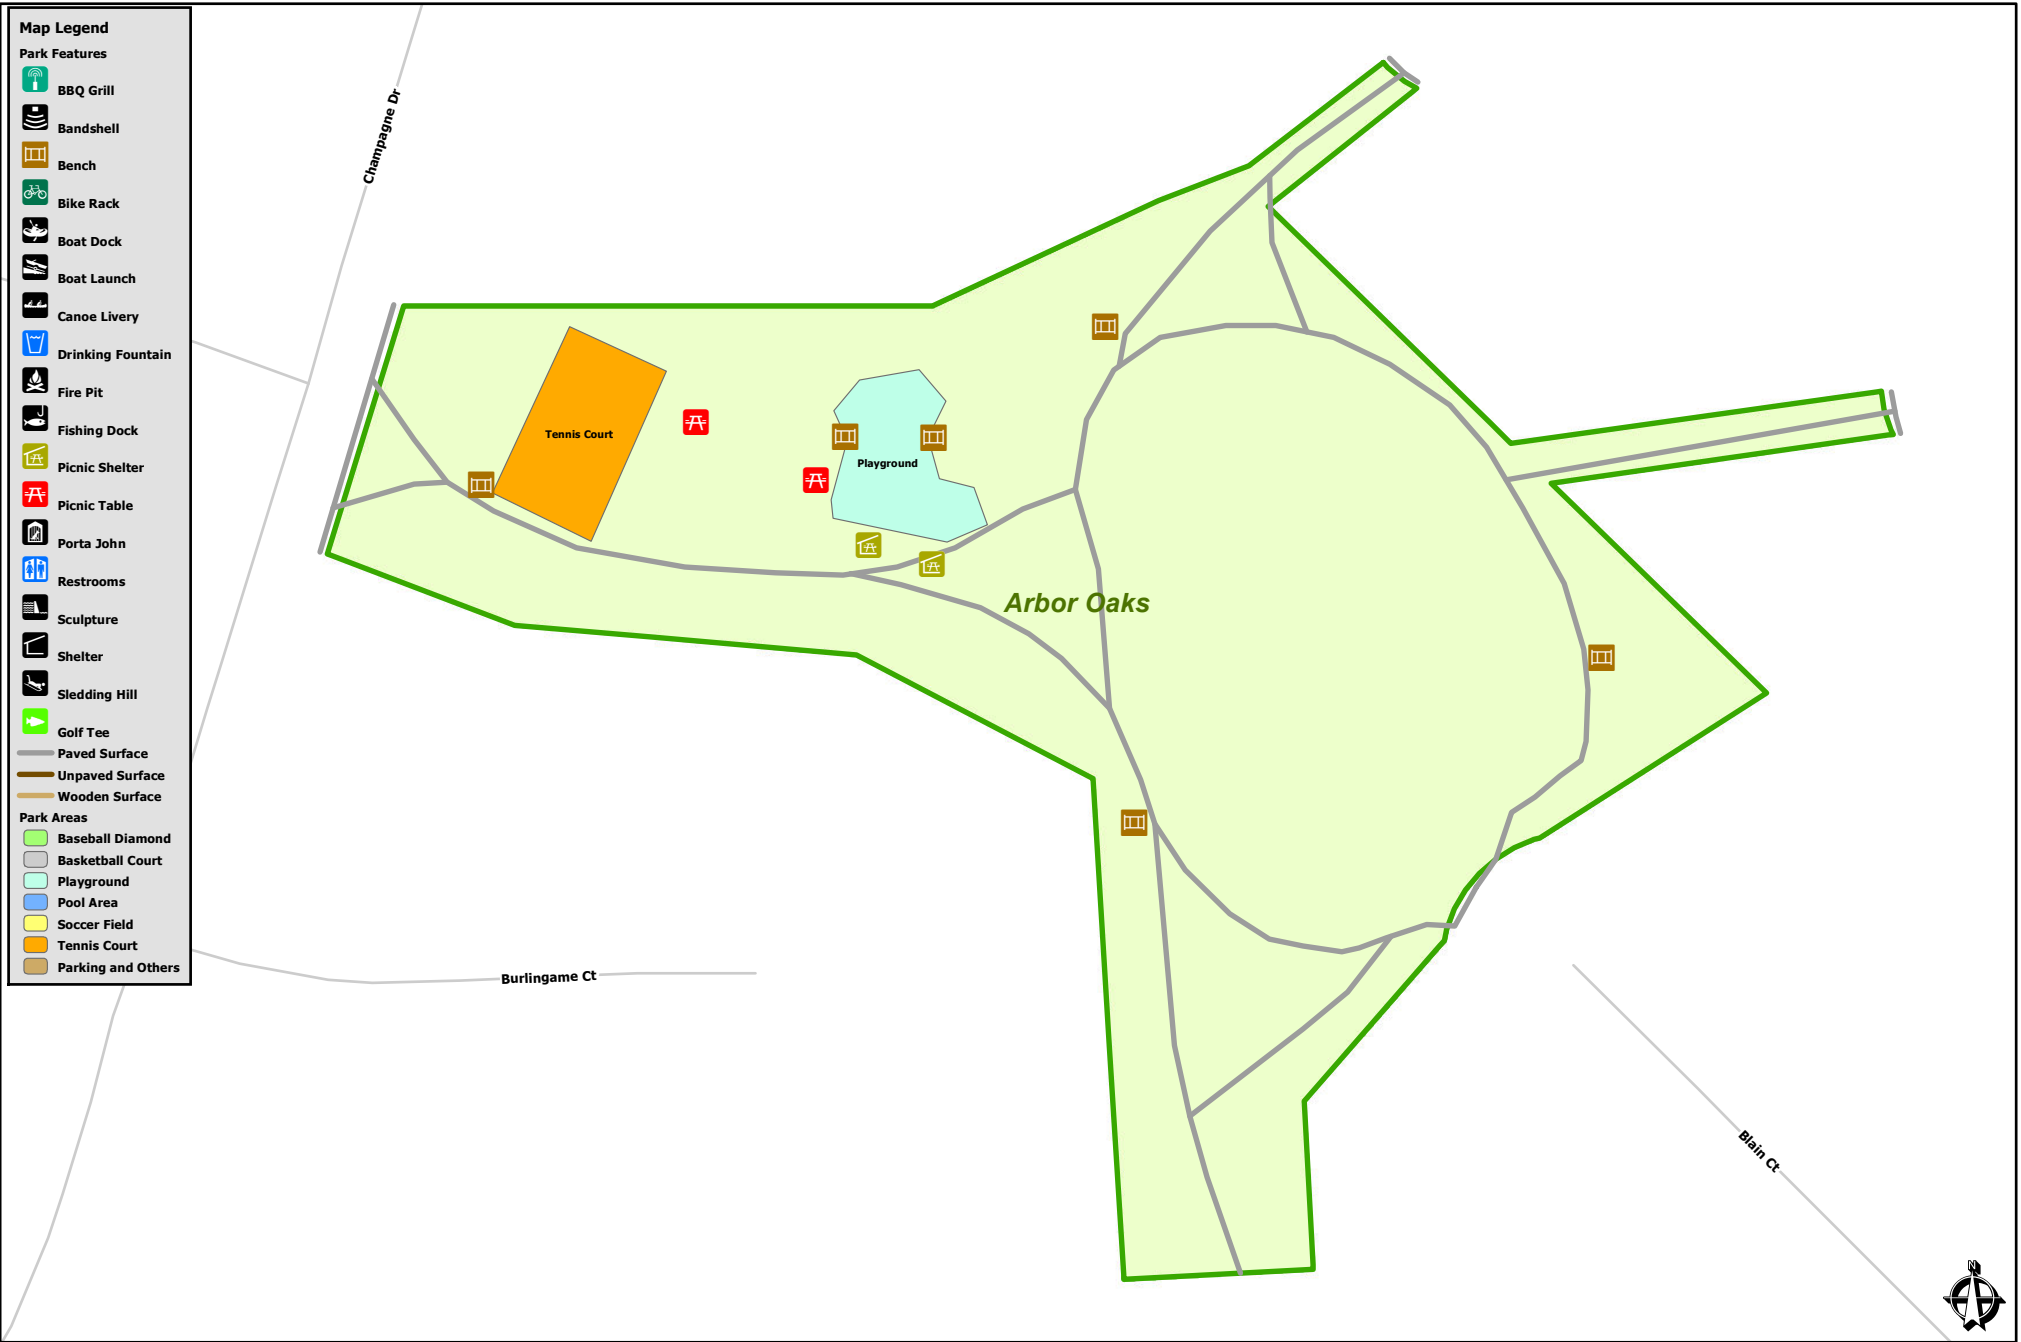 Map Legend
Park Features
BBQ Grill
Bandshell
Bench
Bike Rack
Boat Dock
Boat Launch
Canoe Livery
Drinking Fountain
Fire Pit
Fishing Dock
Picnic Shelter
Picnic Table
Porta John
Restrooms
Sculpture
Shelter
Sledding Hill
Golf Tee
Paved Surface
Unpaved Surface
Wooden Surface
Park Areas
Baseball Diamond
Basketball Court
Playground
Pool Area
Soccer Field
Tennis Court
Parking and Others
Champagne Dr
Tennis Court
Playground
Arbor Oaks
Burlingame Ct
Blain Ct
N